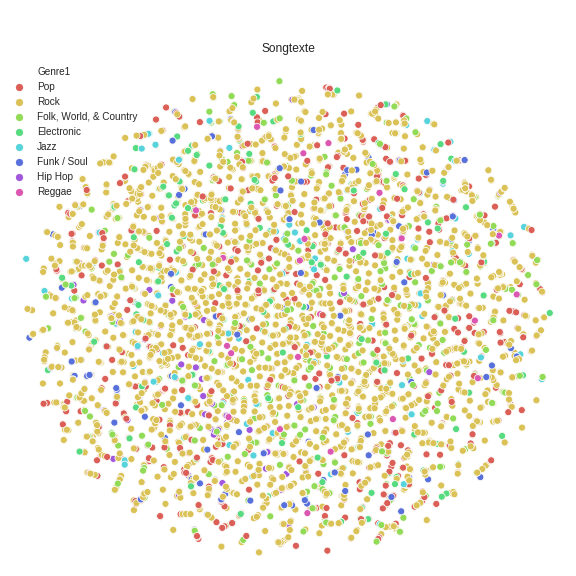 Songtexte
Genre1
Pop
Rock
Folk, World, & Country
Electronic
Jazz
Funk / Soul
Hip Hop
Reggae